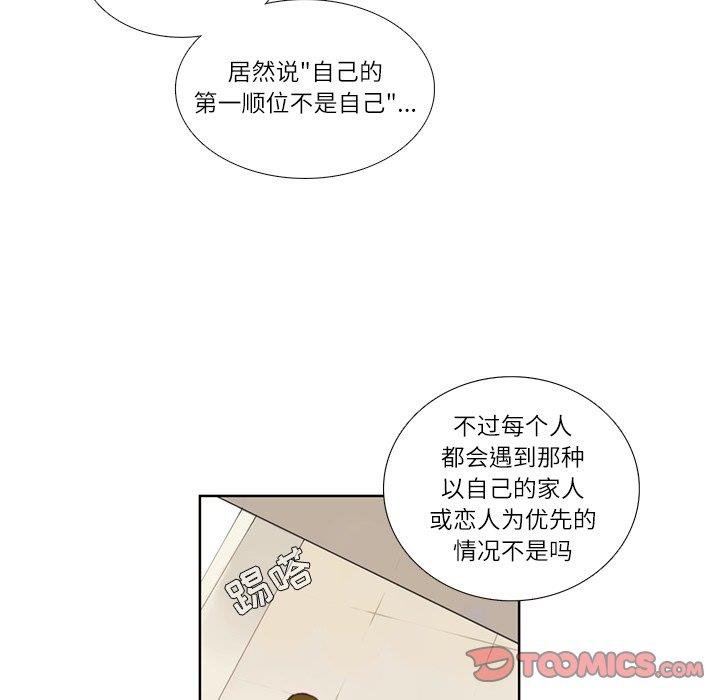 居然说"自己的
第一顺位不是自己"...
不过每个人
都会遇到那种
以自己的家人
或恋人为优先的
情况不是吗
踢嗒
TOOMICS.COM